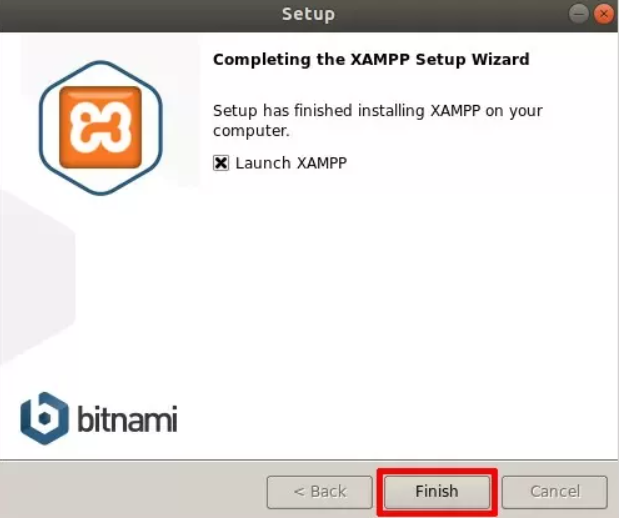 Setup
Completing the XAMPP Setup Wizard
Setup has finished installing XAMPP on your
computer.
Launch XAMPP
bitnami
< Back
Finish
Cancel